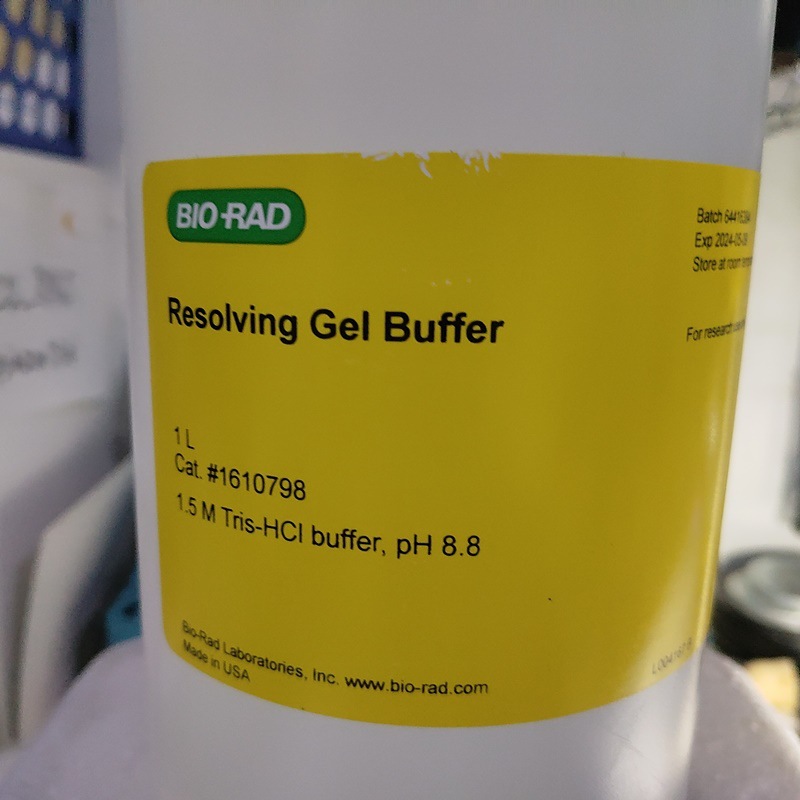 BIO-RAD
Batch
Exp 2024-05-
Store at room
For research
Resolving Gel Buffer
1 L
Cat. #1610798
1.5 M Tris-HCl buffer, pH 8.8
Bio-Rad Laboratories, Inc. www.bio-rad.com
Made in USA